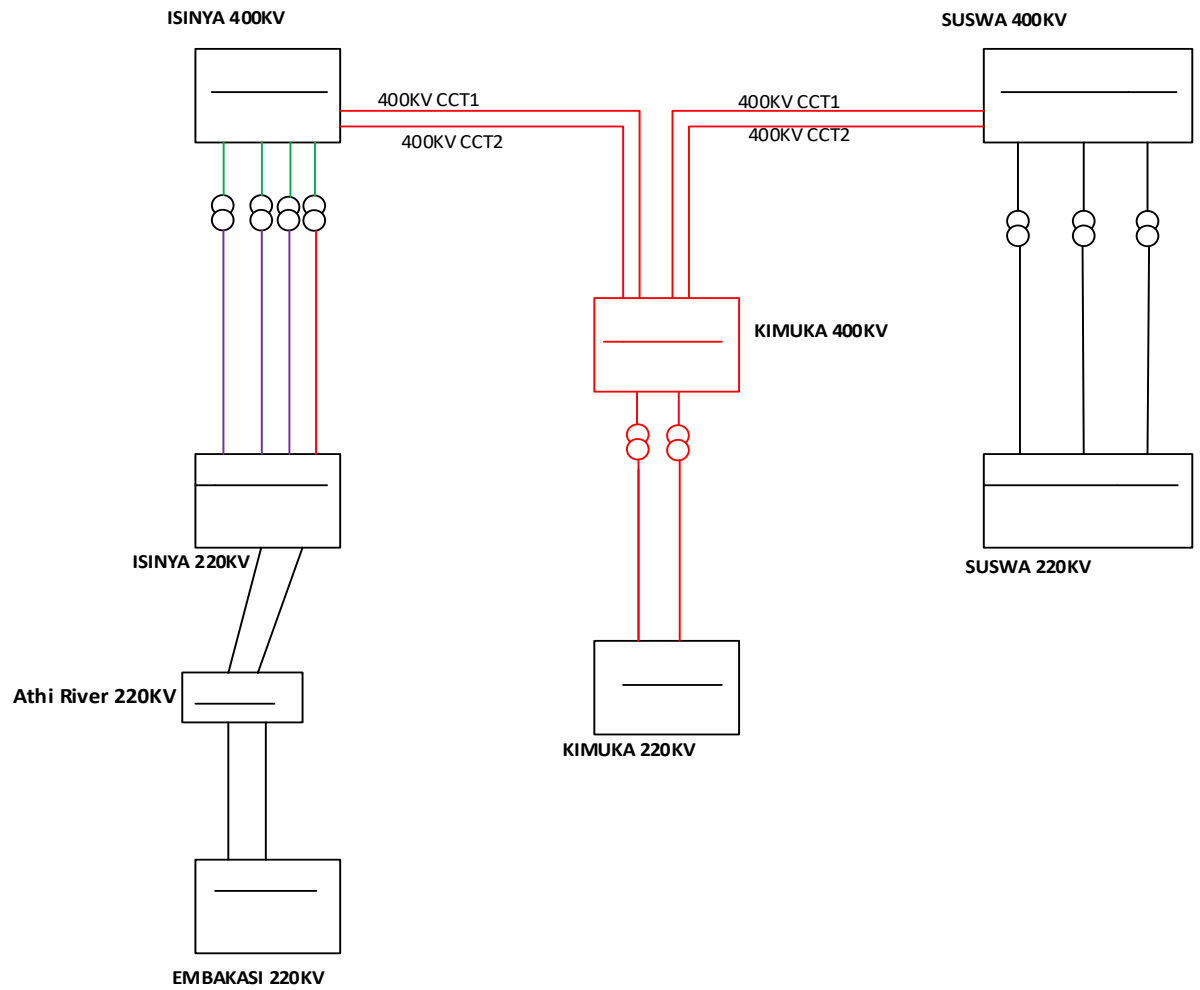 ISINYA 400KV
SUSWA 400KV
400KV CCT1
400KV CCT1
400KV CCT2
400KV CCT2
KIMUKA 400KV
ISINYA 220KV
SUSWA 220KV
Athi River 220KV
KIMUKA 220KV
EMBAKASI 220KV